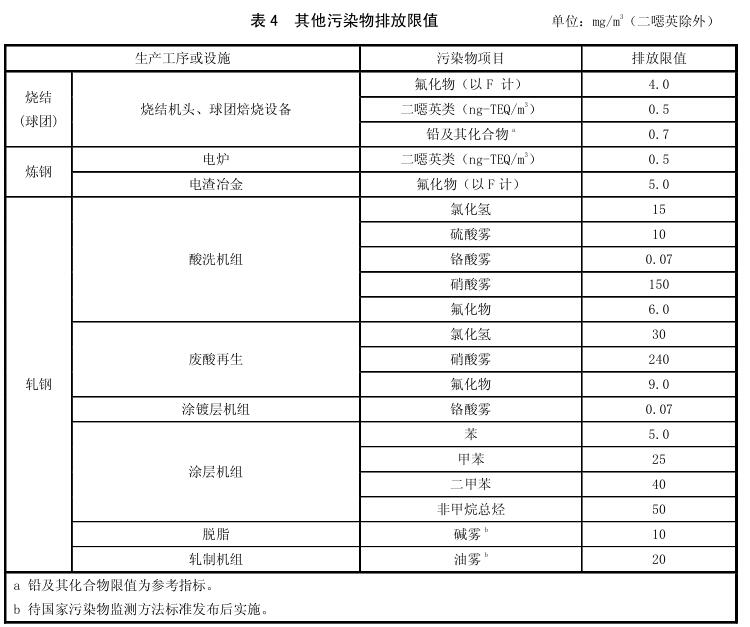 表4 其他污染物排放限值 单位：mg/m³（二噁英除外）
生产工序或设施 污染物项目 排放限值
烧结（球团） 烧结机头、球团焙烧设备 氟化物（以F 计） 4.0
二噁英类（ng-TEQ/m³） 0.5
铅及其化合物ᵃ 0.7
炼钢 电炉 二噁英类（ng-TEQ/m³） 0.5
电渣冶金 氟化物（以F计） 5.0
轧钢 酸洗机组 氯化氢 15
硫酸雾 10
铬酸雾 0.07
硝酸雾 150
氟化物 6.0
废酸再生 氯化氢 30
硝酸雾 240
氟化物 9.0
涂镀层机组 铬酸雾 0.07
涂层机组 苯 5.0
甲苯 25
二甲苯 40
非甲烷总烃 50
脱脂 碱雾ᵇ 10
轧制机组 油雾ᵇ 20
a 铅及其化合物限值为参考指标。
b 待国家污染物监测方法标准发布后实施。